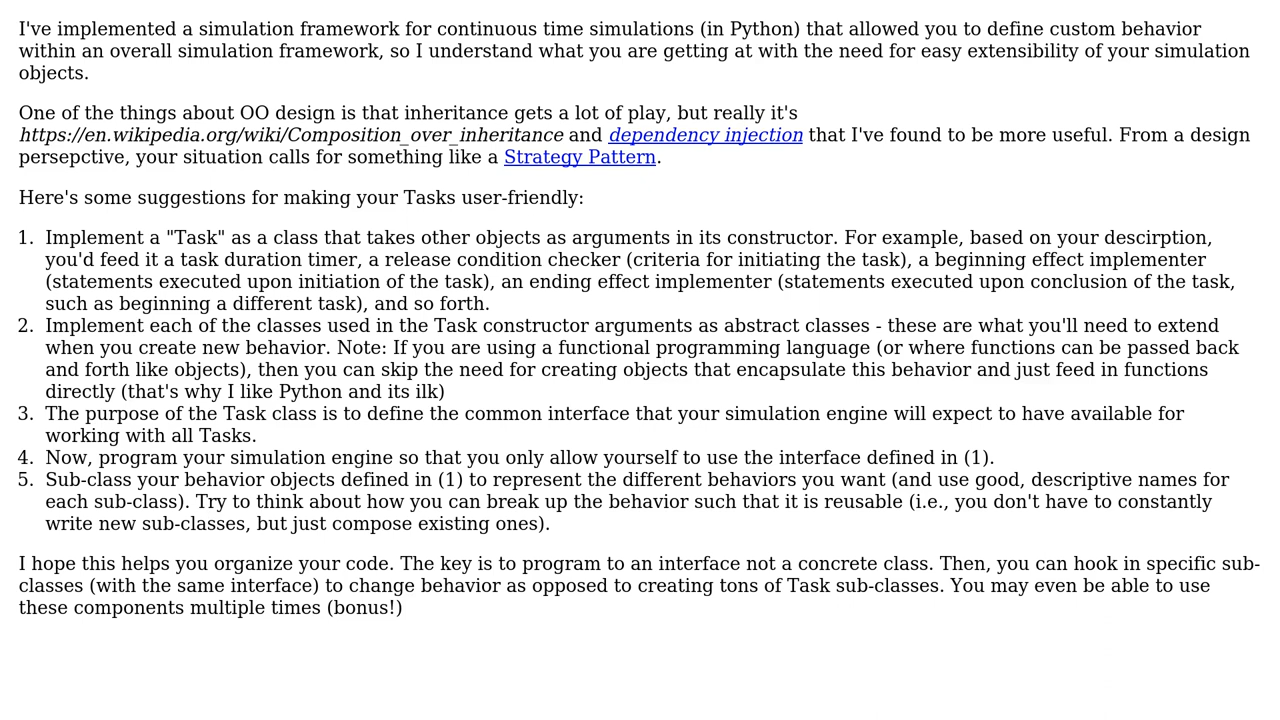 I've implemented a simulation framework for continuous time simulations (in Python) that allowed you to define custom behavior
within an overall simulation framework, so I understand what you are getting at with the need for easy extensibility of your simulation
objects.
One of the things about OO design is that inheritance gets a lot of play, but really it's
https://en.wikipedia.org/wiki/Composition_over_inheritance and dependency injection that I've found to be more useful. From a design
persepctive, your situation calls for something like a Strategy Pattern.
Here's some suggestions for making your Tasks user-friendly:
1. Implement a "Task" as a class that takes other objects as arguments in its constructor. For example, based on your descirption,
you'd feed it a task duration timer, a release condition checker (criteria for initiating the task), a beginning effect implementer
(statements executed upon initiation of the task), an ending effect implementer (statements executed upon conclusion of the task,
such as beginning a different task), and so forth.
2. Implement each of the classes used in the Task constructor arguments as abstract classes - these are what you'll need to extend
when you create new behavior. Note: If you are using a functional programming language (or where functions can be passed back
and forth like objects), then you can skip the need for creating objects that encapsulate this behavior and just feed in functions
directly (that's why I like Python and its ilk)
3. The purpose of the Task class is to define the common interface that your simulation engine will expect to have available for
working with all Tasks.
4. Now, program your simulation engine so that you only allow yourself to use the interface defined in (1).
5. Sub-class your behavior objects defined in (1) to represent the different behaviors you want (and use good, descriptive names for
each sub-class). Try to think about how you can break up the behavior such that it is reusable (i.e., you don't have to constantly
write new sub-classes, but just compose existing ones).
I hope this helps you organize your code. The key is to program to an interface not a concrete class. Then, you can hook in specific sub-
classes (with the same interface) to change behavior as opposed to creating tons of Task sub-classes. You may even be able to use
these components multiple times (bonus!)